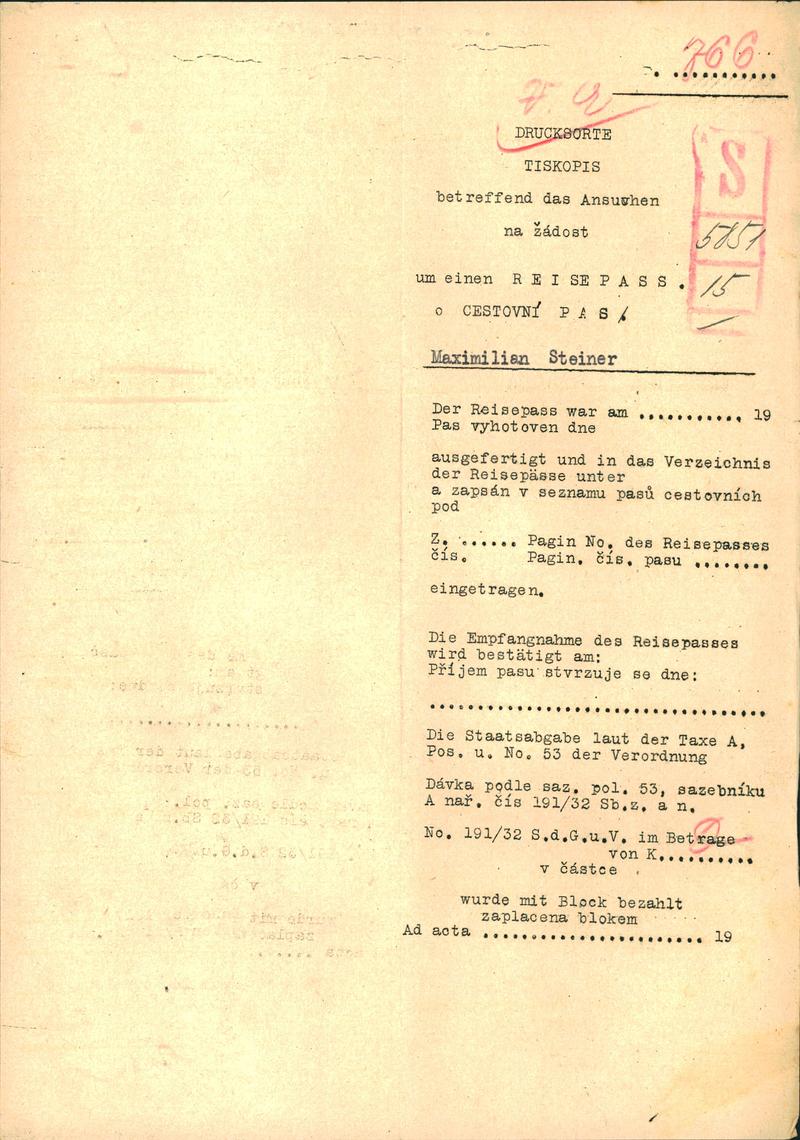 766
............
DRUCKSORTE
TISKOPIS
betreffend das Ansuchen
na žádost
um einen R E I S E P A S S .
o CESTOVNÍ P A S /
S
5851
15
Maximilian Steiner
Der Reisepass war am ..........., 19
Pas vyhotoven dne
ausgefertigt und in das Verzeichnis
der Reisepässe unter
a zapsán v seznamu pasů cestovních
pod
Z. ....... Pagin No. des Reisepasses
čís. Pagin. čís. pasu ........
eingetragen.
Die Empfangnahme des Reisepasses
wird bestätigt am:
Příjem pasu stvrzuje se dne:
..................................
Die Staatsabgabe laut der Taxe A,
Pos. u. No. 53 der Verordnung
Dávka podle saz. pol. 53, sazebníku
A nař. čís 191/32 Sb.z. a n.
No. 191/32 S.d.G.u.V. im Betrage
von K..........
v částce
wurde mit Block bezahlt
zaplacena blokem
Ad acta ....................... 19